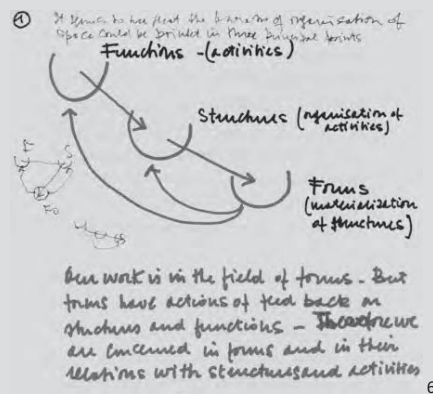 1
It seems to me that the of organisation of
space could be in three principal points
Functions - (activities)
Structures (organisation of
activities)
Forms
(materialization
of structures)
Our work is in the field of forms - But
forms have actions of feed back on
structures and functions - Therefore we
are concerned in forms and in their
relations with structures and activities
6